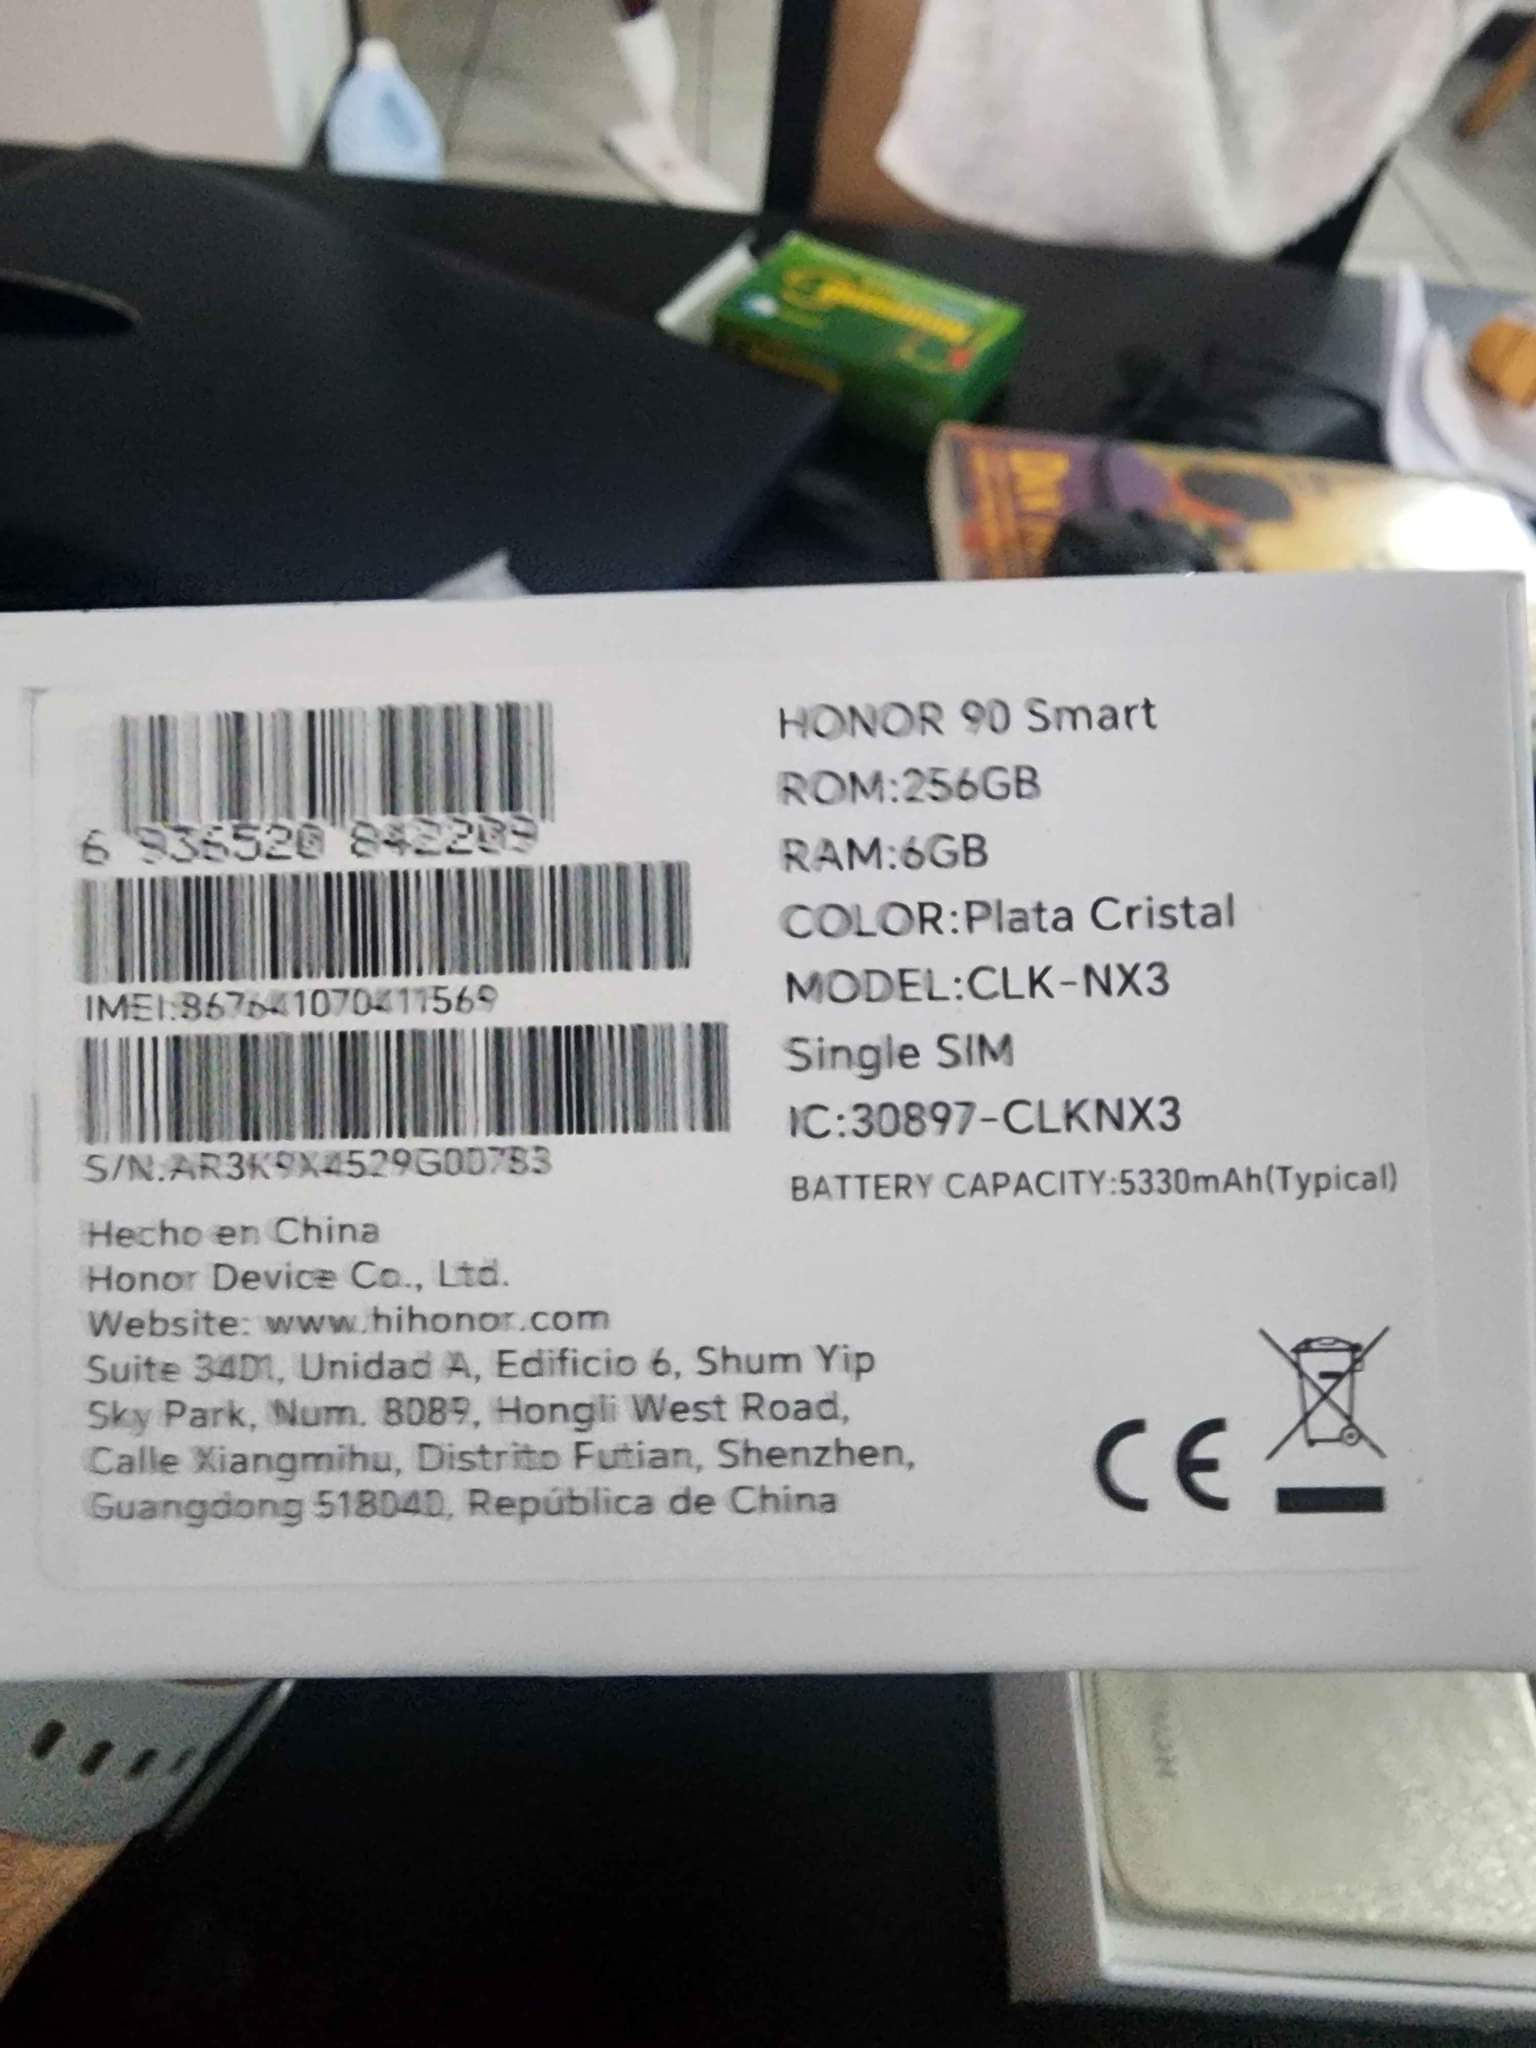 6 936520 842209
IMEI:867641070411569
S/N:AR3K9X4529G00783
Hecho en China
Honor Device Co., Ltd.
Website: www.hihonor.com
Suite 3401, Unidad A, Edificio 6, Shum Yip
Sky Park, Num. 8089, Hongli West Road,
Calle Xiangmihu, Distrito Futian, Shenzhen,
Guangdong 518040, República de China
HONOR 90 Smart
ROM:256GB
RAM:6GB
COLOR:Plata Cristal
MODEL:CLK-NX3
Single SIM
IC:30897-CLKNX3
BATTERY CAPACITY:5330mAh(Typical)
CE
HONOR